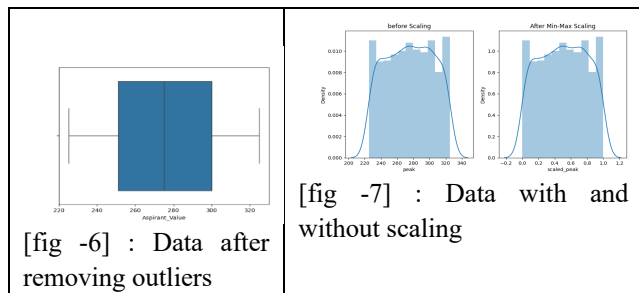 220 240 260 280 300 320
Aspirant_Value
[fig -6] : Data after
removing outliers
before Scaling
After Min-Max Scaling
0.010
0.008
0.006
0.004
0.002
0.000
Density
200 220 240 260 280 300 320 340
peak
1.0
0.8
0.6
0.4
0.2
0.0
Density
−0.2 0.0 0.2 0.4 0.6 0.8 1.0 1.2
scaled_peak
[fig -7] : Data with and
without scaling